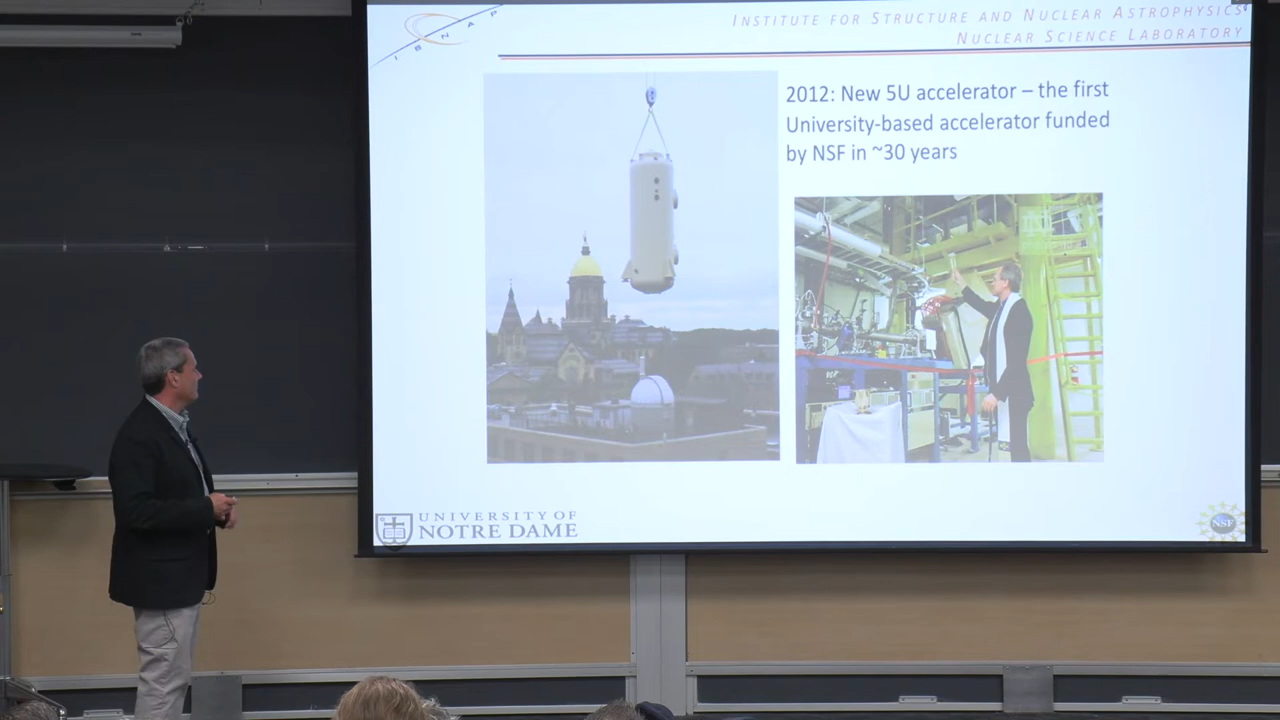 I S N A P
INSTITUTE FOR STRUCTURE AND NUCLEAR ASTROPHYSICS
NUCLEAR SCIENCE LABORATORY
2012: New 5U accelerator – the first
University-based accelerator funded
by NSF in ~30 years
UNIVERSITY OF
NOTRE DAME
NSF